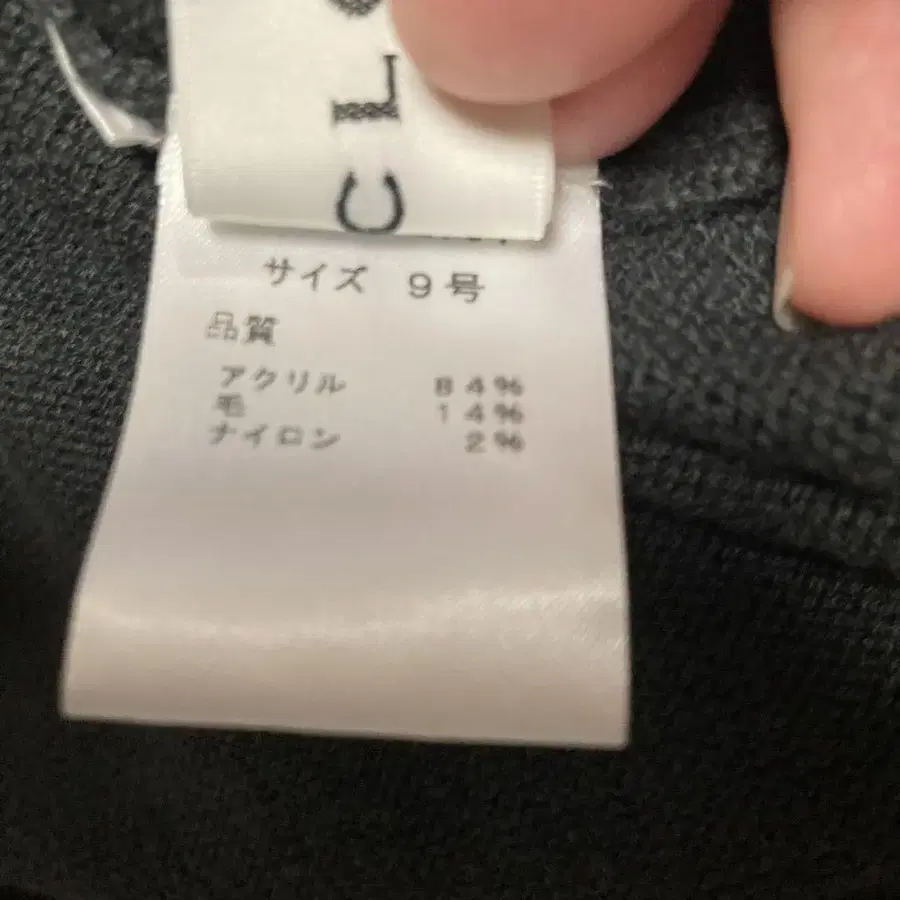 CL
サイズ 9号
品質
アクリル 84%
毛 14%
ナイロン 2%